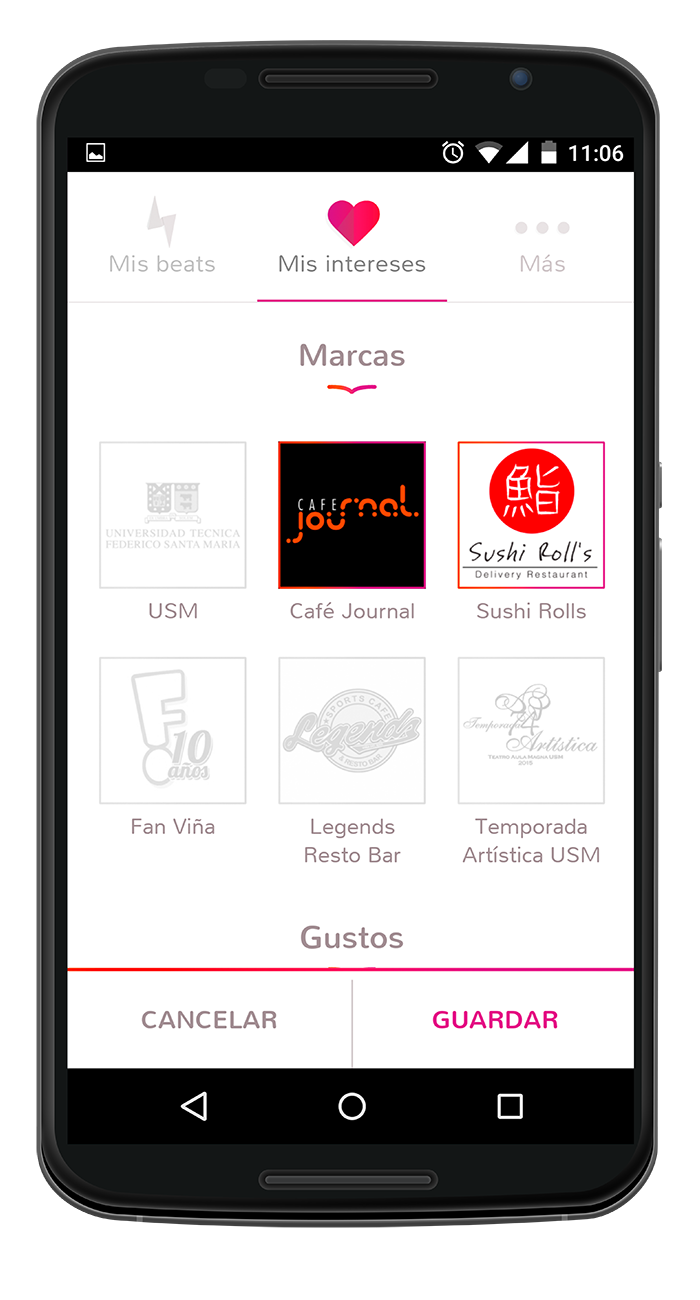 11:06
Mis beats
Mis intereses
Más
Marcas
UNIVERSIDAD TECNICA
FEDERICO SANTA MARIA
CAFE
journal.
鮨
Sushi Roll's
Delivery Restaurant
USM
Café Journal
Sushi Rolls
F!
10
años
SPORTS CAFE
Legends
& RESTO BAR
Temporada
74
Artística
TEATRO AULA MAGNA USM
2015
Fan Viña
Legends
Resto Bar
Temporada
Artística USM
Gustos
CANCELAR
GUARDAR